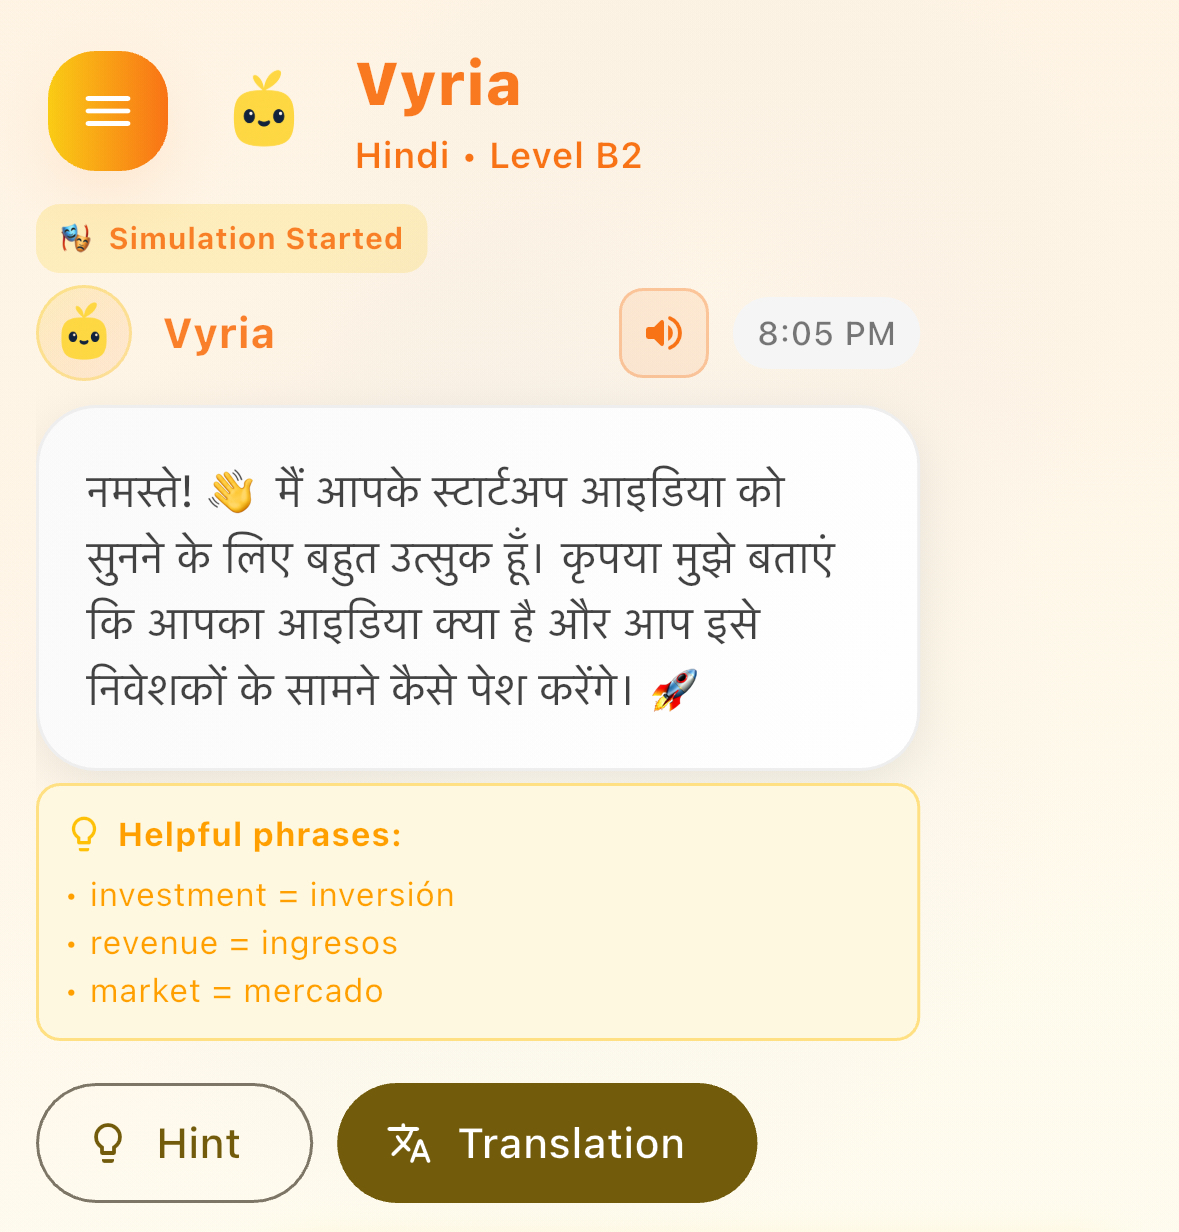 Vyria
Hindi • Level B2
🎭 Simulation Started
Vyria
8:05 PM
नमस्ते! 👋 मैं आपके स्टार्टअप आइडिया को
सुनने के लिए बहुत उत्सुक हूँ। कृपया मुझे बताएं
कि आपका आइडिया क्या है और आप इसे
निवेशकों के सामने कैसे पेश करेंगे। 🚀
Helpful phrases:
• investment = inversión
• revenue = ingresos
• market = mercado
Hint
Translation